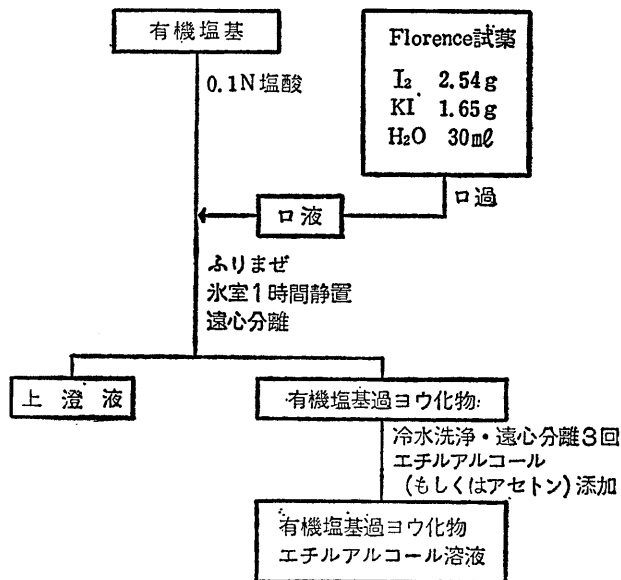 有機塩基
0.1N塩酸
Florence試薬
I₂ 2.54g
KI 1.65g
H₂O 30mℓ
ロ過
ロ液
ふりまぜ
氷室1時間静置
遠心分離
上澄液
有機塩基過ヨウ化物
冷水洗浄・遠心分離3回
エチルアルコール
(もしくはアセトン)添加
有機塩基過ヨウ化物
エチルアルコール溶液